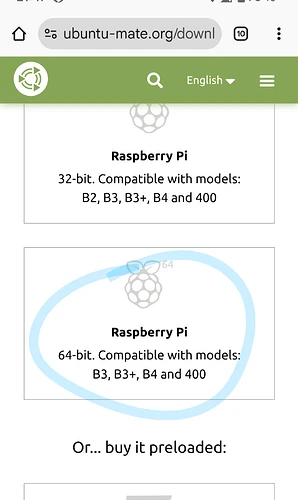 ubuntu-mate.org/downl
10
English
Raspberry Pi
32-bit. Compatible with models:
B2, B3, B3+, B4 and 400
64
Raspberry Pi
64-bit. Compatible with models:
B3, B3+, B4 and 400
Or... buy it preloaded: